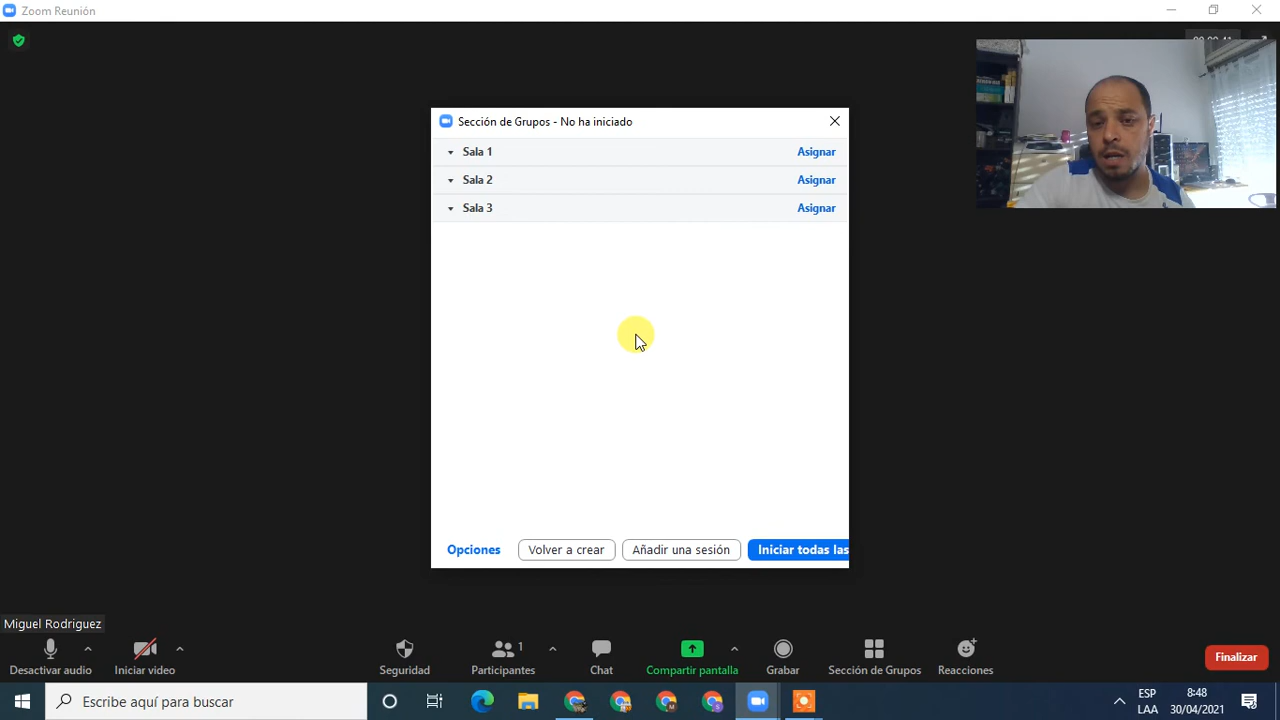 Zoom Reunión
Sección de Grupos - No ha iniciado
Sala 1 Asignar
Sala 2 Asignar
Sala 3 Asignar
Opciones Volver a crear Añadir una sesión Iniciar todas las
Miguel Rodriguez
1
Desactivar audio Iniciar video Seguridad Participantes Chat Compartir pantalla Grabar Sección de Grupos Reacciones Finalizar
Escribe aquí para buscar
ESP 8:48
LAA 30/04/2021